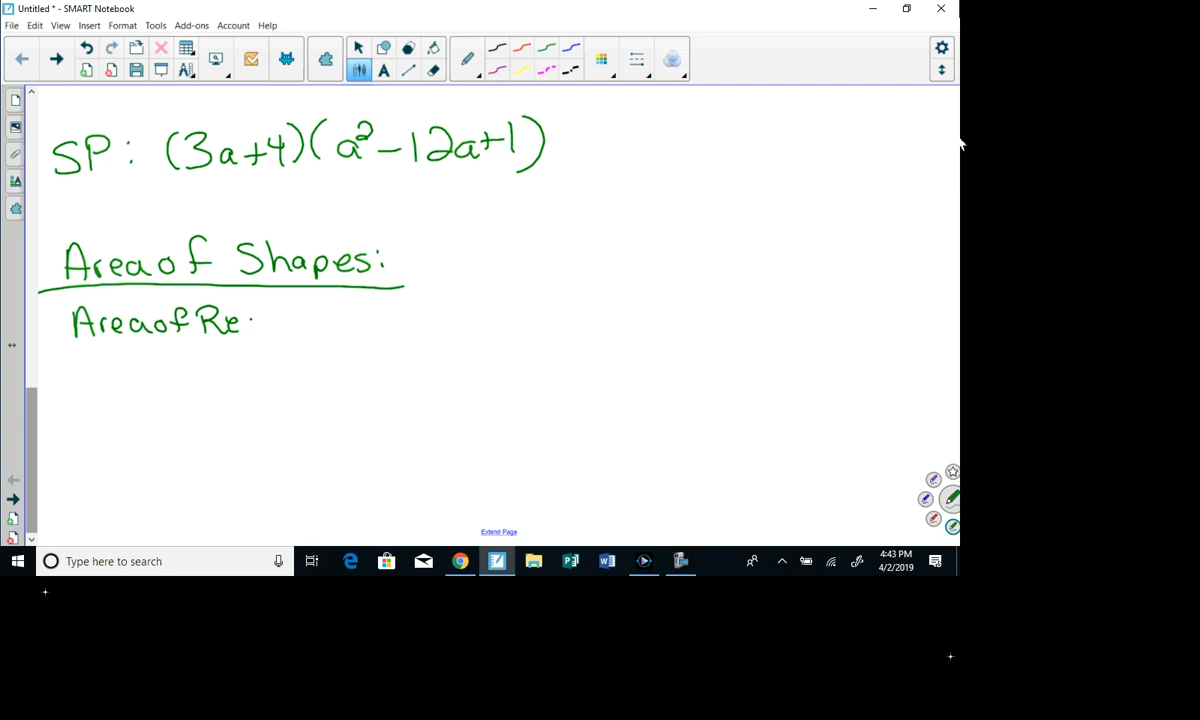 Untitled * - SMART Notebook
File Edit View Insert Format Tools Add-ons Account Help
SP: (3a+4)(a²-12a+1)
Area of Shapes:
Area of Re
Extend Page
Type here to search
4:43 PM
4/2/2019